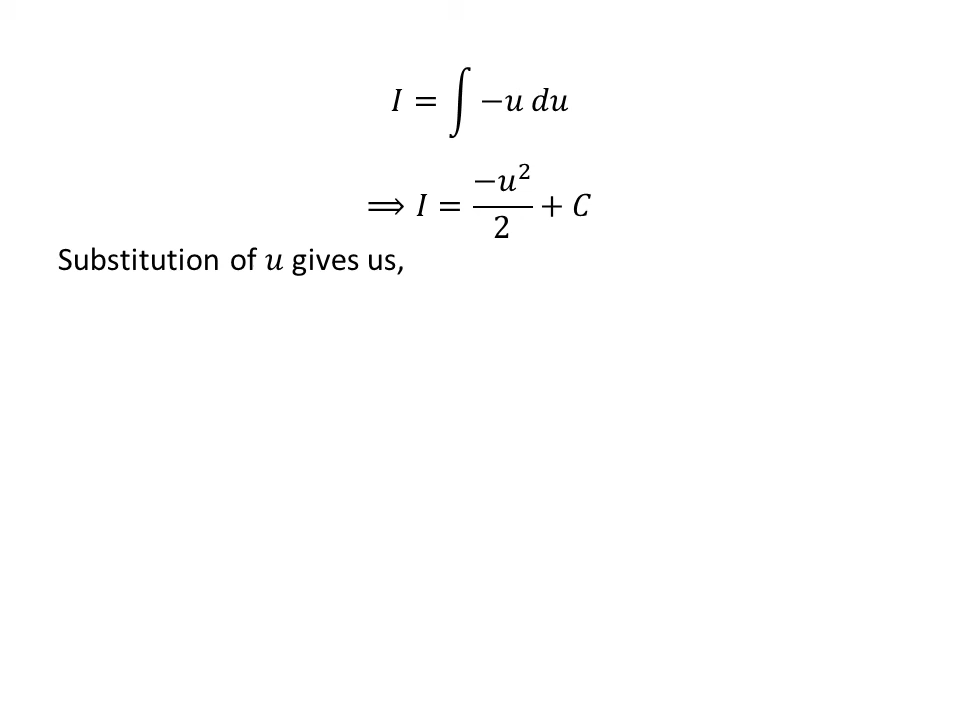 I = ∫ −u du
⟹ I = −u²/2 + C
Substitution of u gives us,